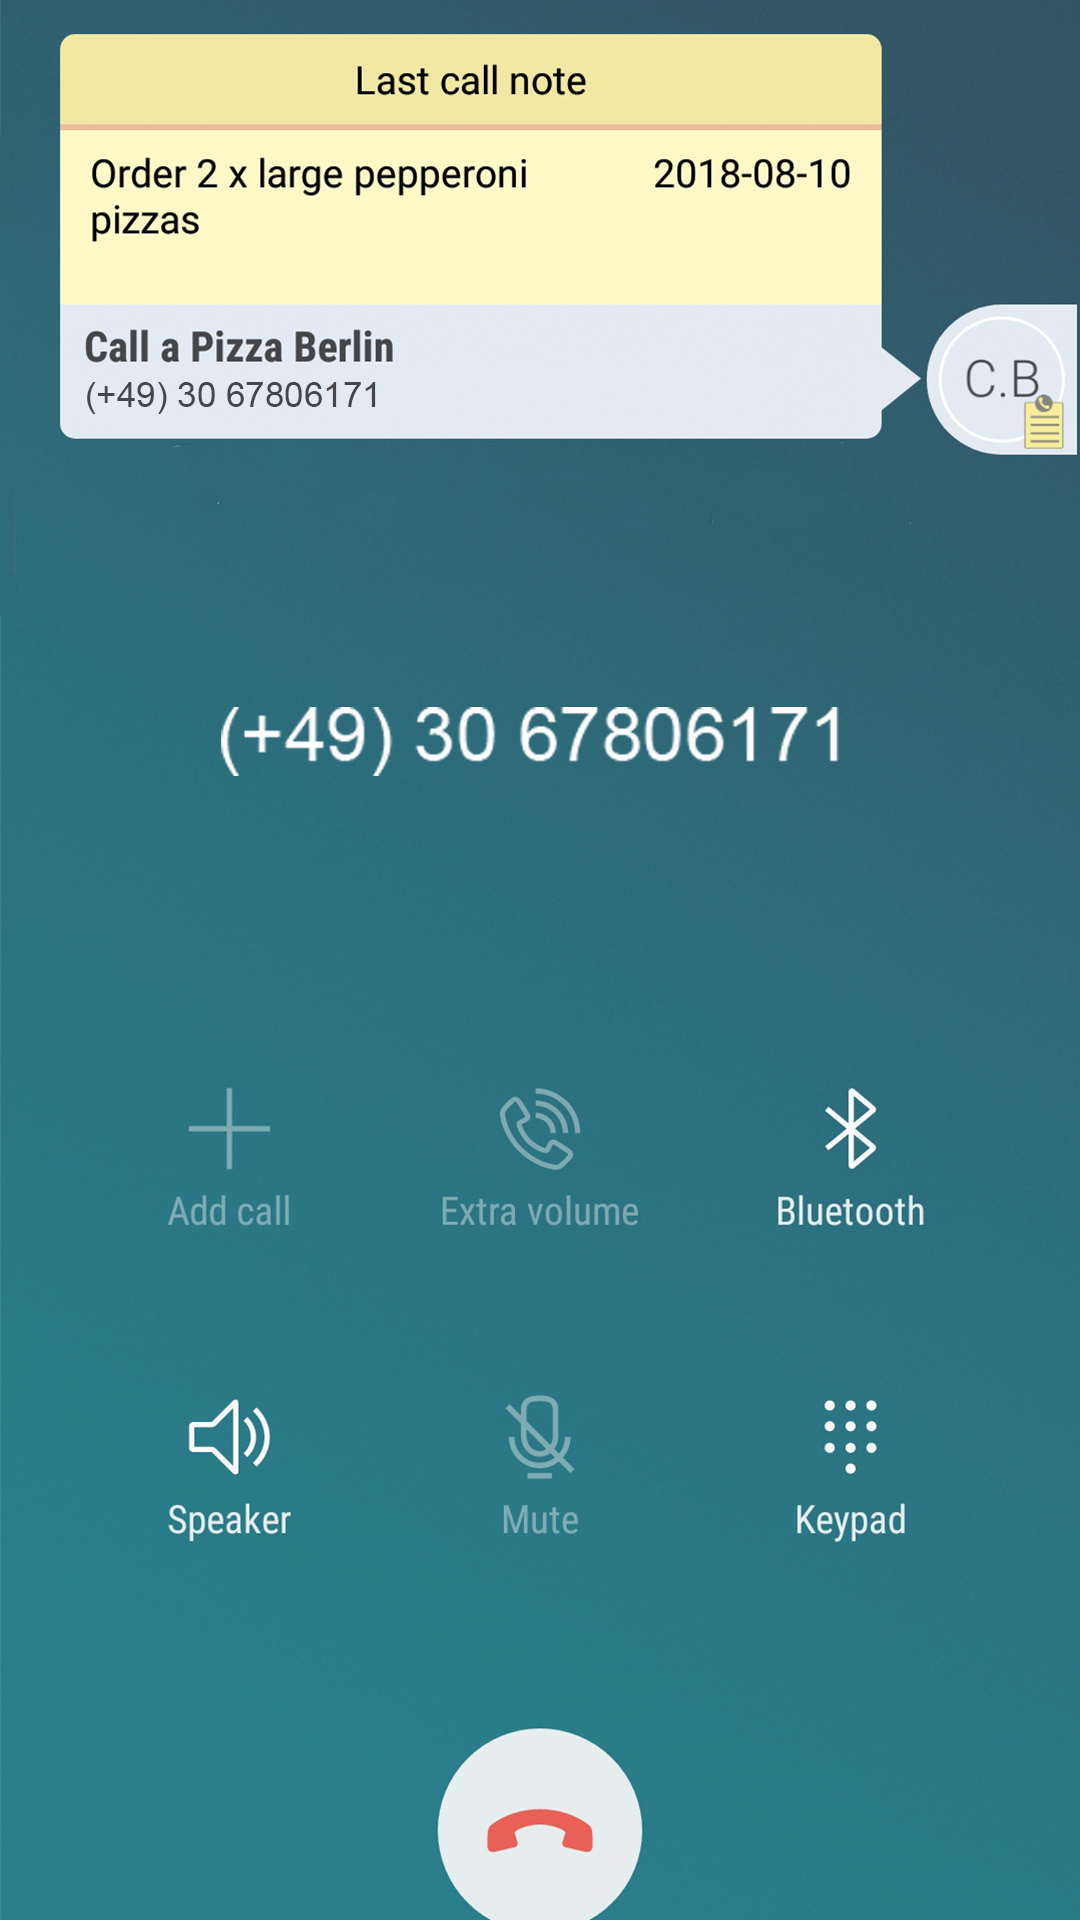 Last call note
Order 2 x large pepperoni 2018-08-10
pizzas
Call a Pizza Berlin
(+49) 30 67806171
C.B
(+49) 30 67806171
Add call Extra volume Bluetooth
Speaker Mute Keypad